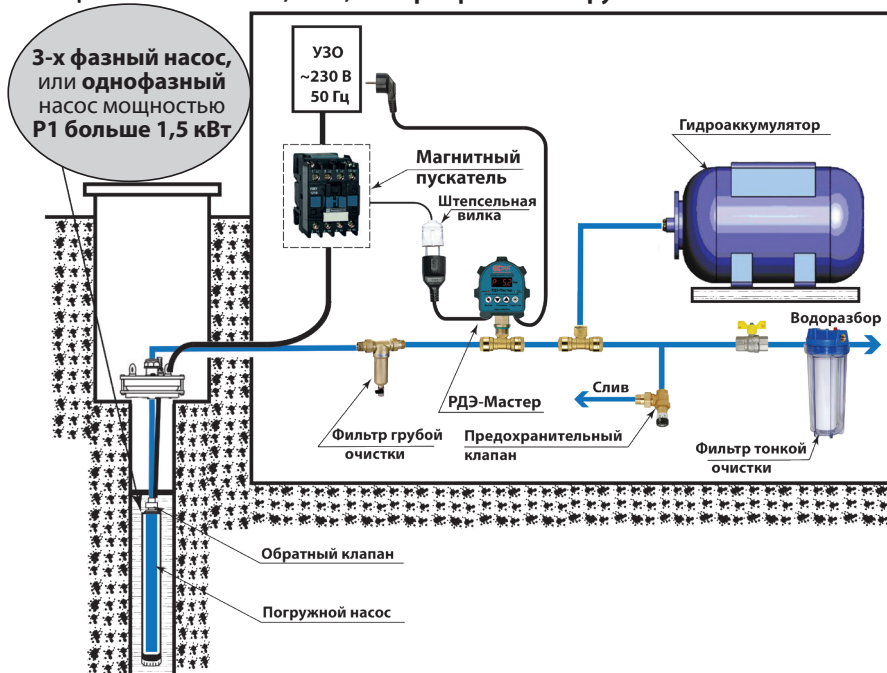 3-х фазный насос,
или однофазный
насос мощностью
P1 больше 1,5 кВт
УЗО
~230 В
50 Гц
Магнитный
пускатель
Штепсельная
вилка
Гидроаккумулятор
Водоразбор
РДЭ-Мастер
Слив
Фильтр грубой
очистки
Предохранительный
клапан
Фильтр тонкой
очистки
Обратный клапан
Погружной насос